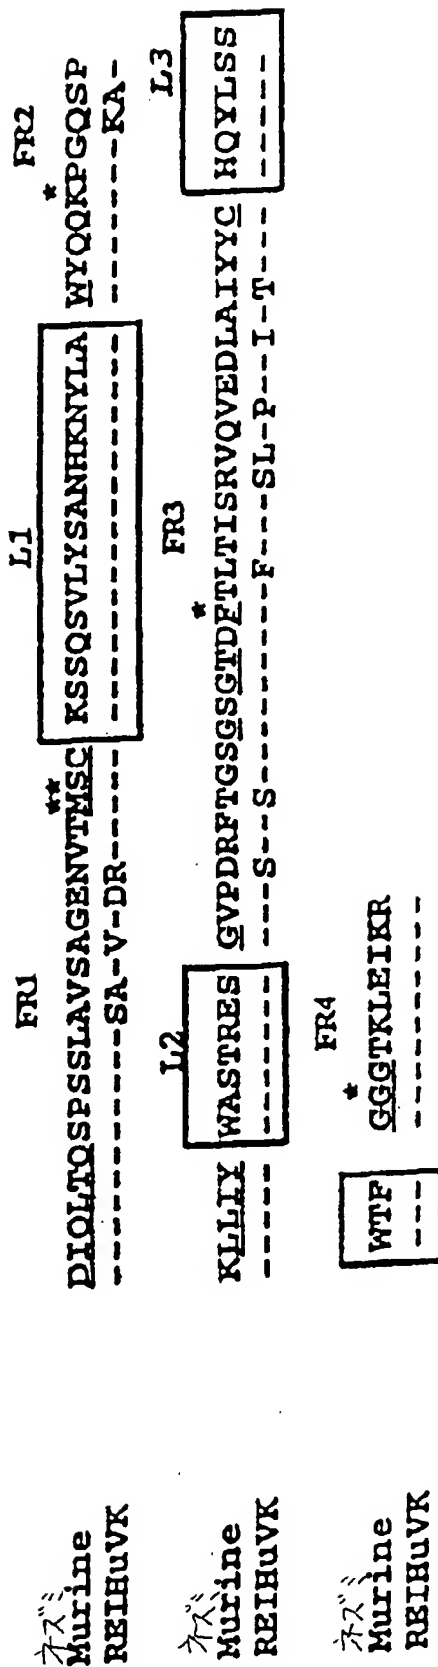 FR1 L1 FR2
** *
ネズミ
Murine DIQLTQSPSSLAVSAGENVTMSC KSSQSVLYSANHKNYLA WYQQKPGQSP
REIHuVK -----------SA-V-DR----- ----------------- -------KA-
L2 FR3 L3
*
ネズミ
Murine KLLIY WASTRES GVPDRFTGSGSGTDFTLTISRVQVEDLAIYYC HQYLSS
REIHuVK ----- ------- ---S--S---------F---SL-P--I-T---- ------
FR4
*
ネズミ
Murine WTF GGGTKLEIKR
REIHuVK --- ----------